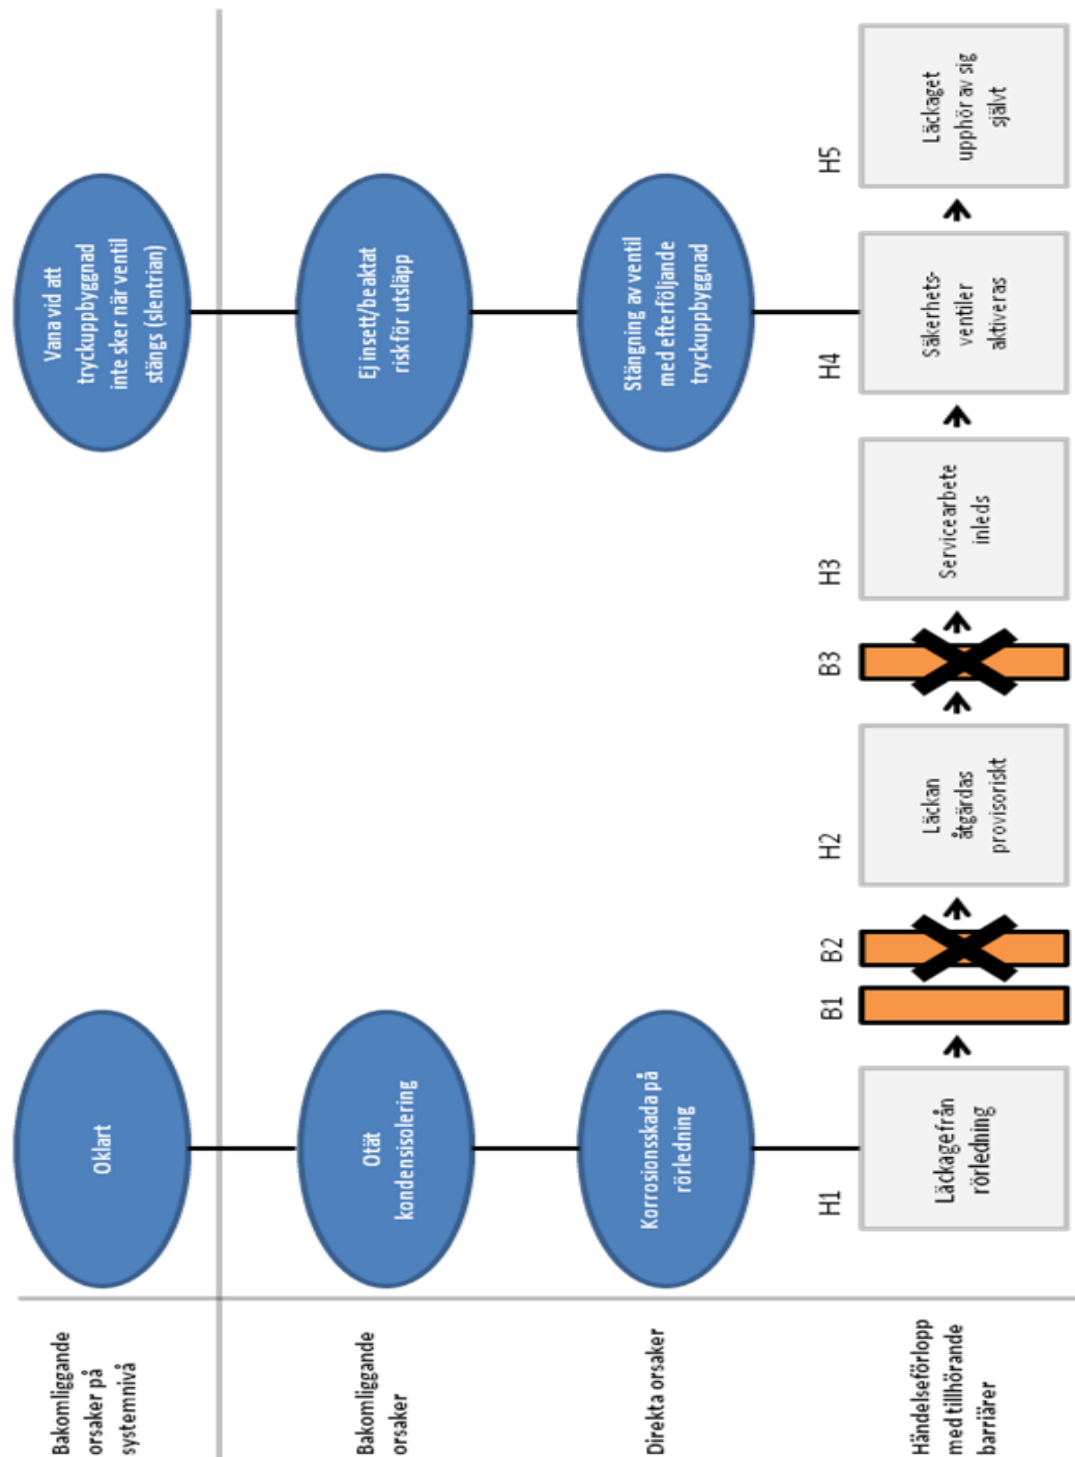 Bakomliggande
orsaker på
systemnivå
Oklart
Vana vid att
tryckuppbyggnad
inte sker när ventil
stängs (slentrian)
Bakomliggande
orsaker
Otät
kondensisolering
Ej insett/beaktat
risk för utsläpp
Direkta orsaker
Korrosionsskada på
rörledning
Stängning av ventil
med efterföljande
tryckuppbyggnad
Händelseförlopp
med tillhörande
barriärer
H1
Läckagefrån
rörledning
B1
B2
H2
Läckan
åtgärdas
provisoriskt
B3
H3
Servicearbete
inleds
H4
Säkerhets-
ventiler
aktiveras
H5
Läckaget
upphör av sig
självt